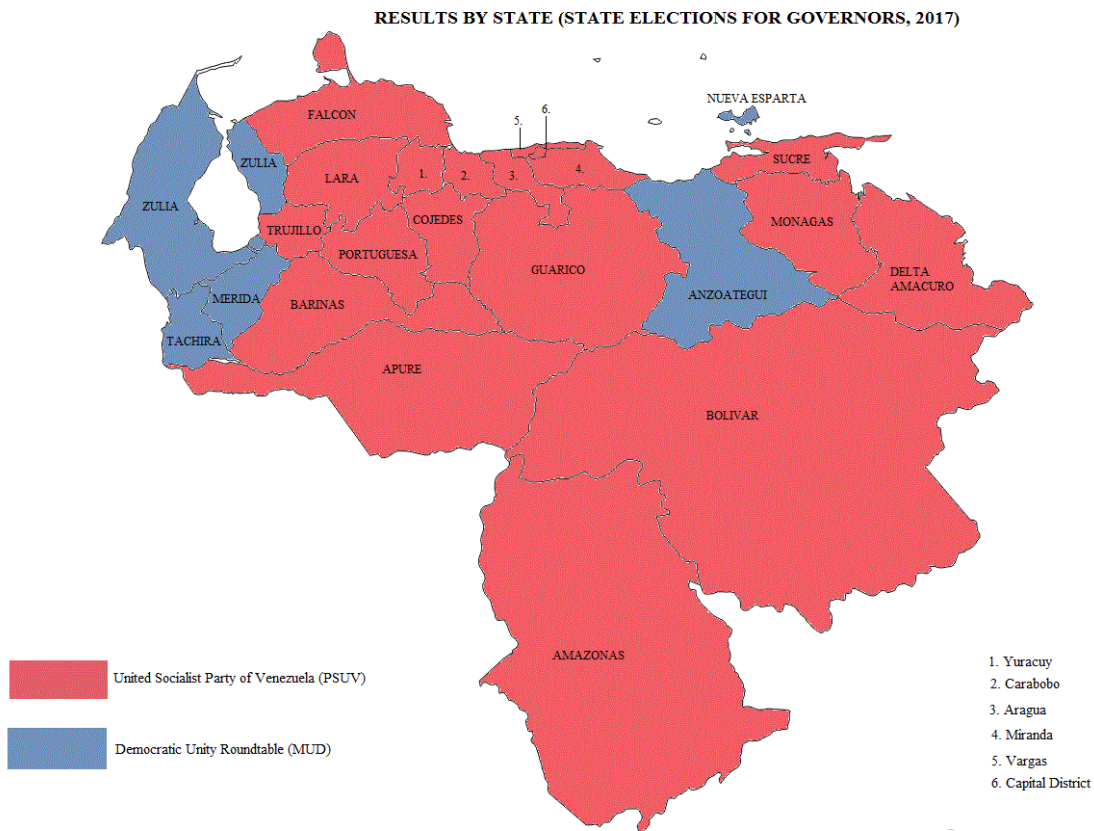 RESULTS BY STATE (STATE ELECTIONS FOR GOVERNORS, 2017)
NUEVA ESPARTA
6.
5.
FALCON
ZULIA
SUCRE
LARA
1.
2.
3.
4.
ZULIA
COJEDES
MONAGAS
TRUJILLO
PORTUGUESA
GUARICO
DELTA
AMACURO
MERIDA
BARINAS
ANZOATEGUI
TACHIRA
APURE
BOLIVAR
AMAZONAS
United Socialist Party of Venezuela (PSUV)
Democratic Unity Roundtable (MUD)
1. Yuracuy
2. Carabobo
3. Aragua
4. Miranda
5. Vargas
6. Capital District